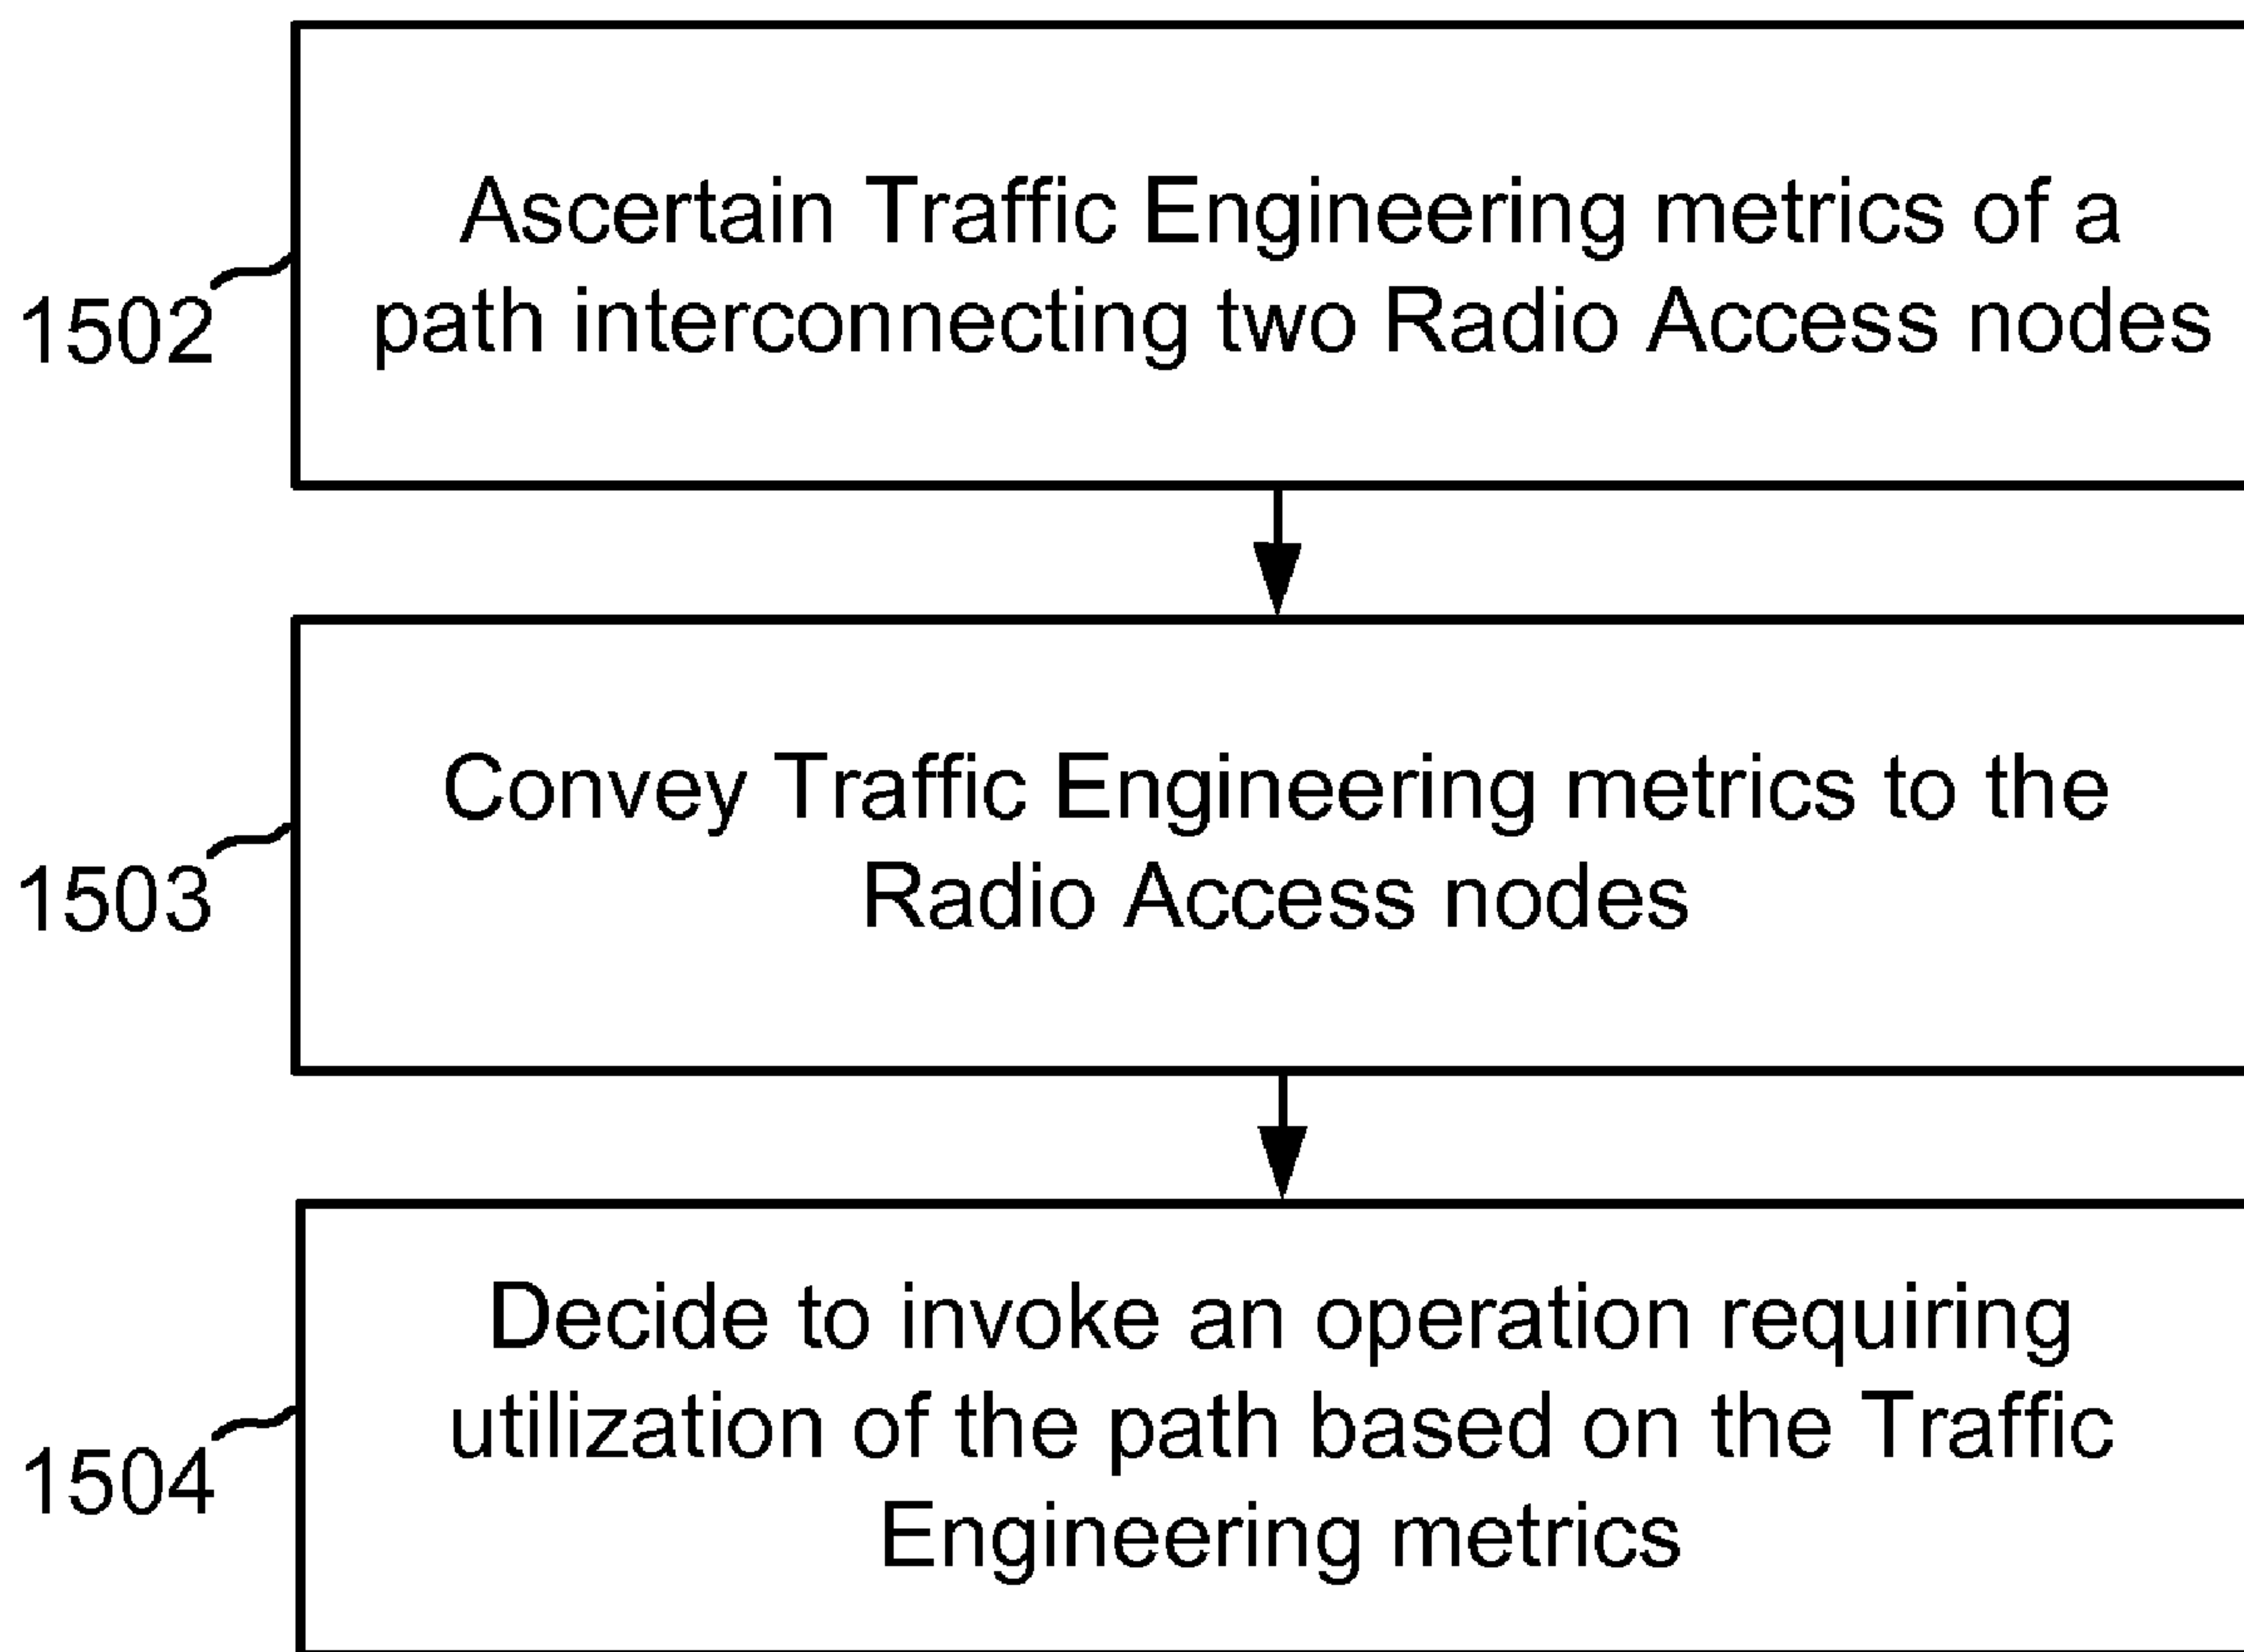 Ascertain Traffic Engineering metrics of a
path interconnecting two Radio Access nodes
1502
Convey Traffic Engineering metrics to the
Radio Access nodes
1503
Decide to invoke an operation requiring
utilization of the path based on the Traffic
Engineering metrics
1504